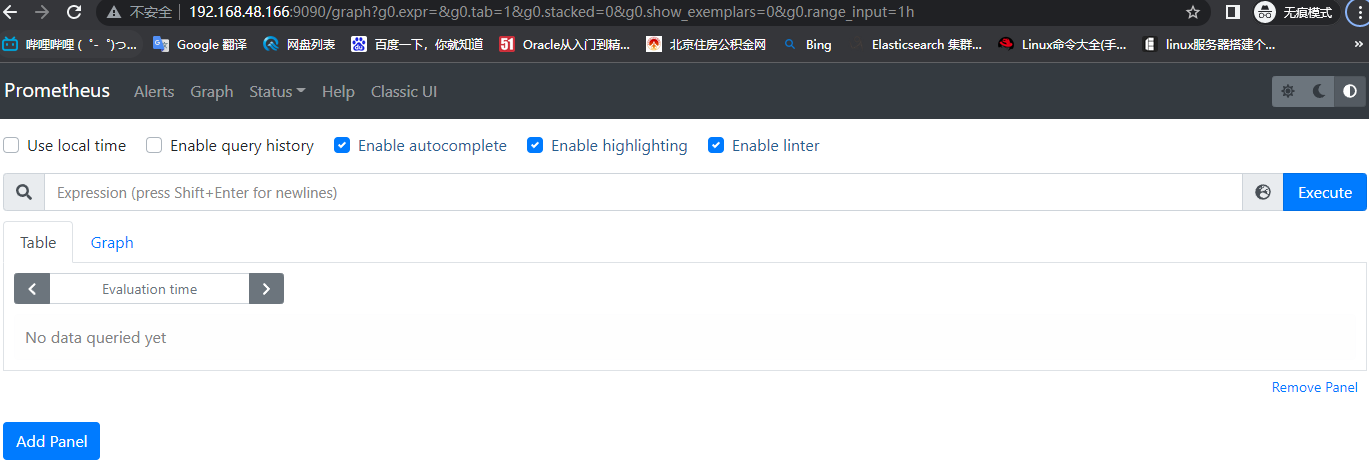 不安全 192.168.48.166:9090/graph?g0.expr=&g0.tab=1&g0.stacked=0&g0.show_exemplars=0&g0.range_input=1h 无痕模式
哔哩哔哩 (゜-゜)つ... Google 翻译 网盘列表 百度一下，你就知道 51 Oracle从入门到精... 北京住房公积金网 Bing Elasticsearch 集群... Linux命令大全(手... linux服务器搭建个... »
Prometheus Alerts Graph Status Help Classic UI
Use local time Enable query history Enable autocomplete Enable highlighting Enable linter
Expression (press Shift+Enter for newlines) Execute
Table Graph
Evaluation time
No data queried yet
Remove Panel
Add Panel